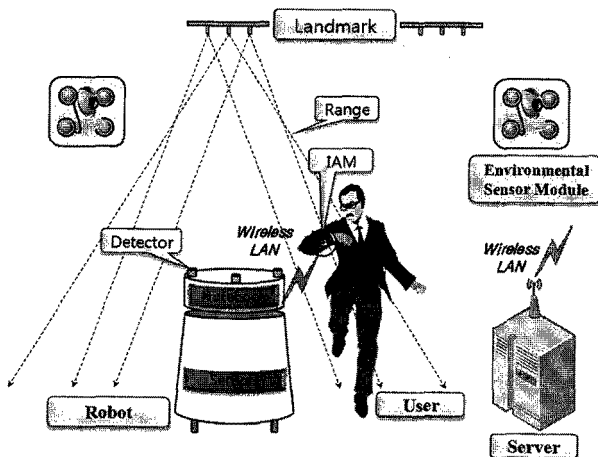 Landmark
Range
IAM
Environmental
Sensor Module
Wireless
LAN
Detector
Wireless
LAN
Robot
User
Server